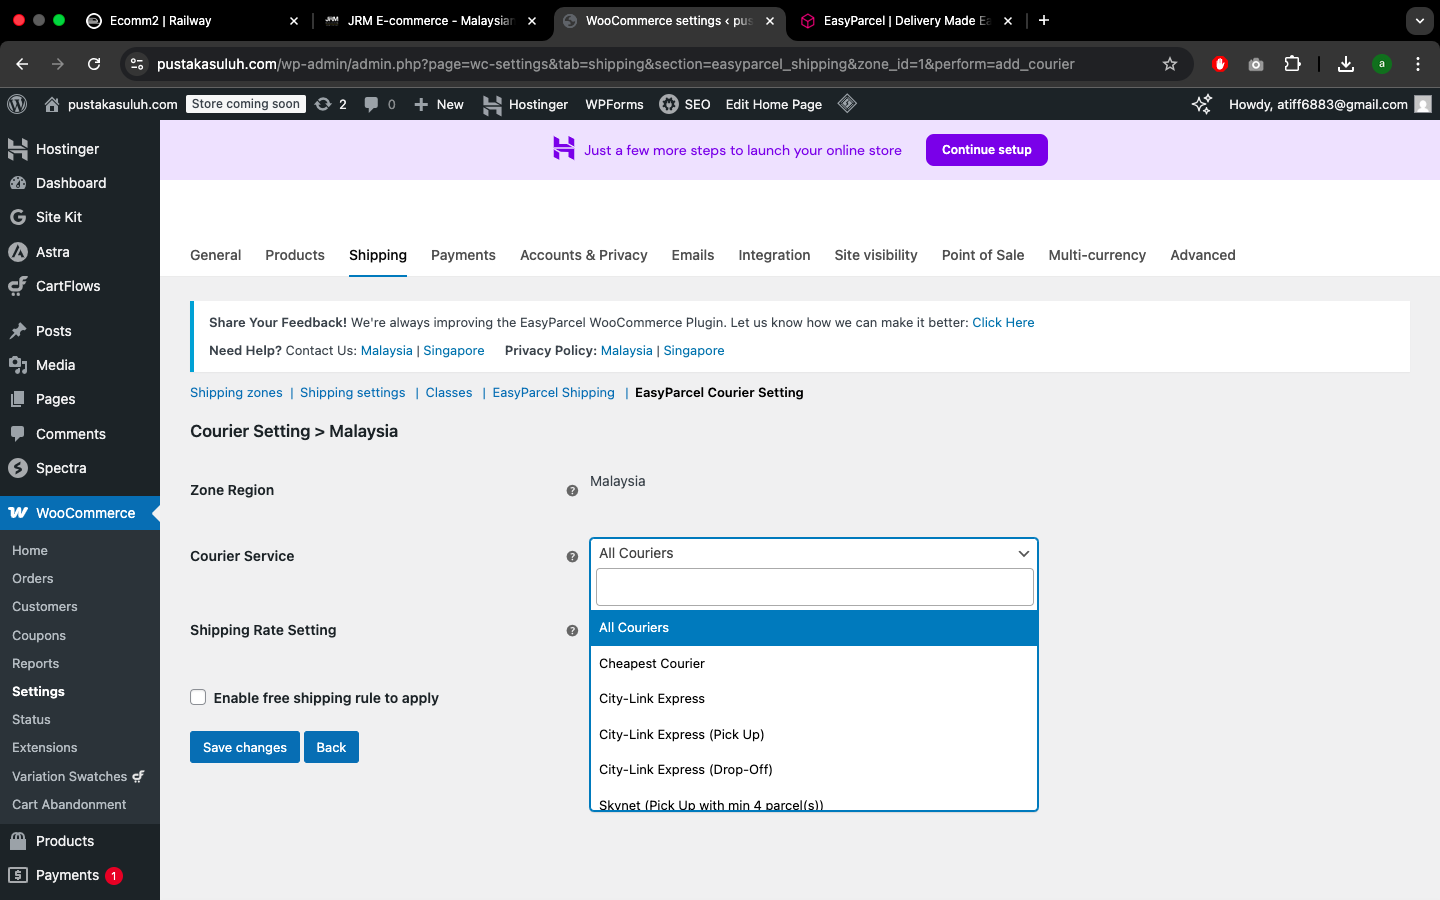 Ecomm2 | Railway
JRM E-commerce - Malaysian
WooCommerce settings ‹ pus
EasyParcel | Delivery Made Ea
pustakasuluh.com/wp-admin/admin.php?page=wc-settings&tab=shipping&section=easyparcel_shipping&zone_id=1&perform=add_courier
a
pustakasuluh.com
Store coming soon
2
0
New
Hostinger
WPForms
SEO
Edit Home Page
Howdy, atiff6883@gmail.com
Hostinger
Dashboard
Site Kit
Astra
CartFlows
Posts
Media
Pages
Comments
Spectra
WooCommerce
Home
Orders
Customers
Coupons
Reports
Settings
Status
Extensions
Variation Swatches
Cart Abandonment
Products
Payments 1
Just a few more steps to launch your online store
Continue setup
General
Products
Shipping
Payments
Accounts & Privacy
Emails
Integration
Site visibility
Point of Sale
Multi-currency
Advanced
Share Your Feedback! We're always improving the EasyParcel WooCommerce Plugin. Let us know how we can make it better: Click Here
Need Help? Contact Us: Malaysia | Singapore Privacy Policy: Malaysia | Singapore
Shipping zones | Shipping settings | Classes | EasyParcel Shipping | EasyParcel Courier Setting
Courier Setting > Malaysia
Zone Region
Malaysia
Courier Service
All Couriers
All Couriers
Cheapest Courier
City-Link Express
City-Link Express (Pick Up)
City-Link Express (Drop-Off)
Skynet (Pick Up with min 4 parcel(s))
Shipping Rate Setting
Enable free shipping rule to apply
Save changes
Back